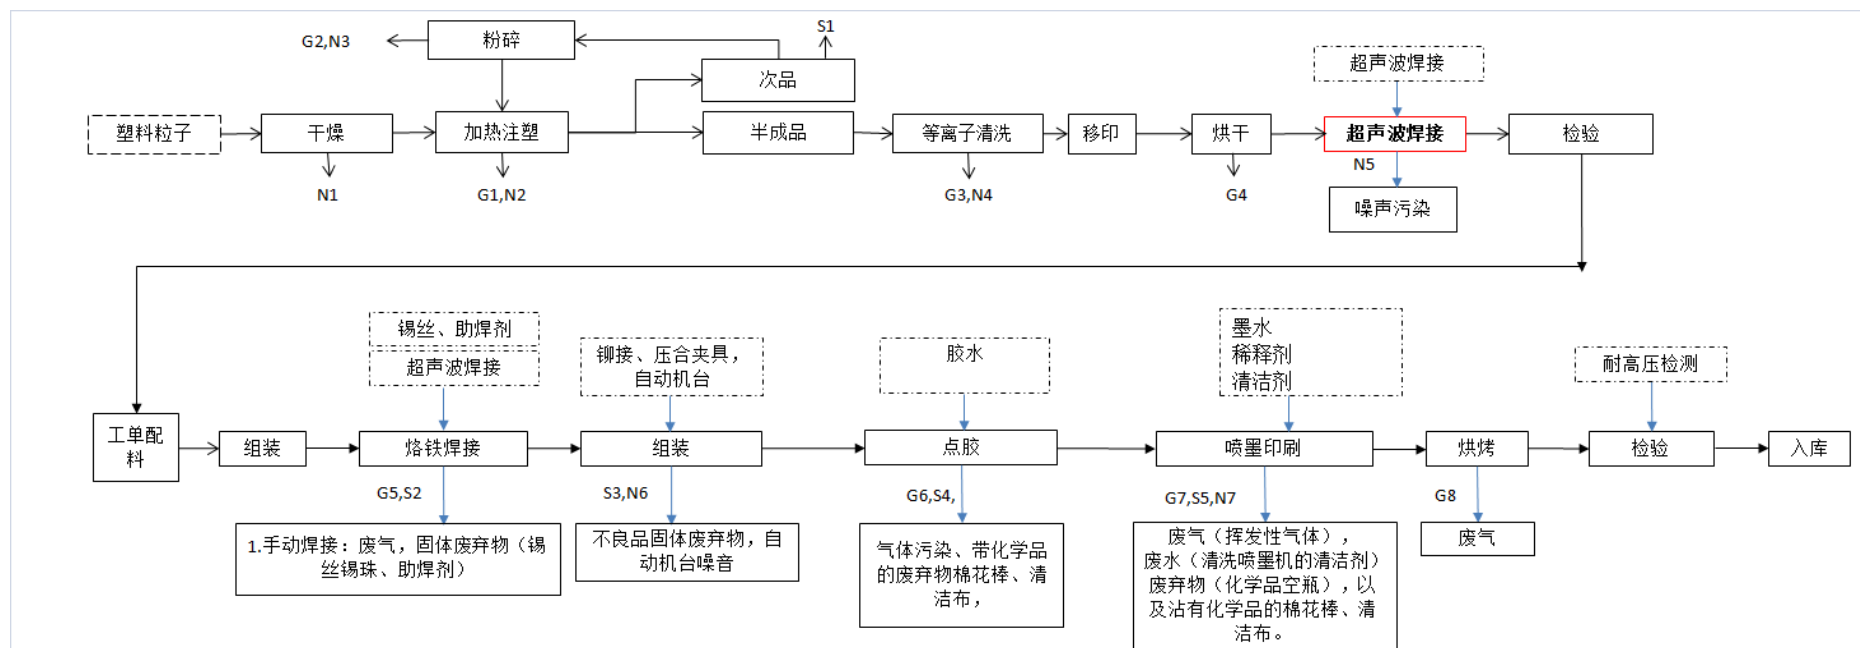 S1
G2,N3
粉碎
超声波焊接
次品
塑料粒子
干燥
加热注塑
半成品
等离子清洗
移印
烘干
超声波焊接
检验
N1
G1,N2
G3,N4
G4
N5
噪声污染
锡丝、助焊剂
超声波焊接
铆接、压合夹具，
自动机台
胶水
墨水
稀释剂
清洁剂
耐高压检测
工单配
料
组装
烙铁焊接
组装
点胶
喷墨印刷
烘烤
检验
入库
G5,S2
S3,N6
G6,S4,
G7,S5,N7
G8
1.手动焊接：废气，固体废弃物（锡
丝锡珠、助焊剂）
不良品固体废弃物，自
动机台噪音
气体污染、带化学品
的废弃物棉花棒、清
洁布，
废气（挥发性气体），
废水（清洗喷墨机的清洁剂）
废弃物（化学品空瓶），以
及沾有化学品的棉花棒、清
洁布。
废气